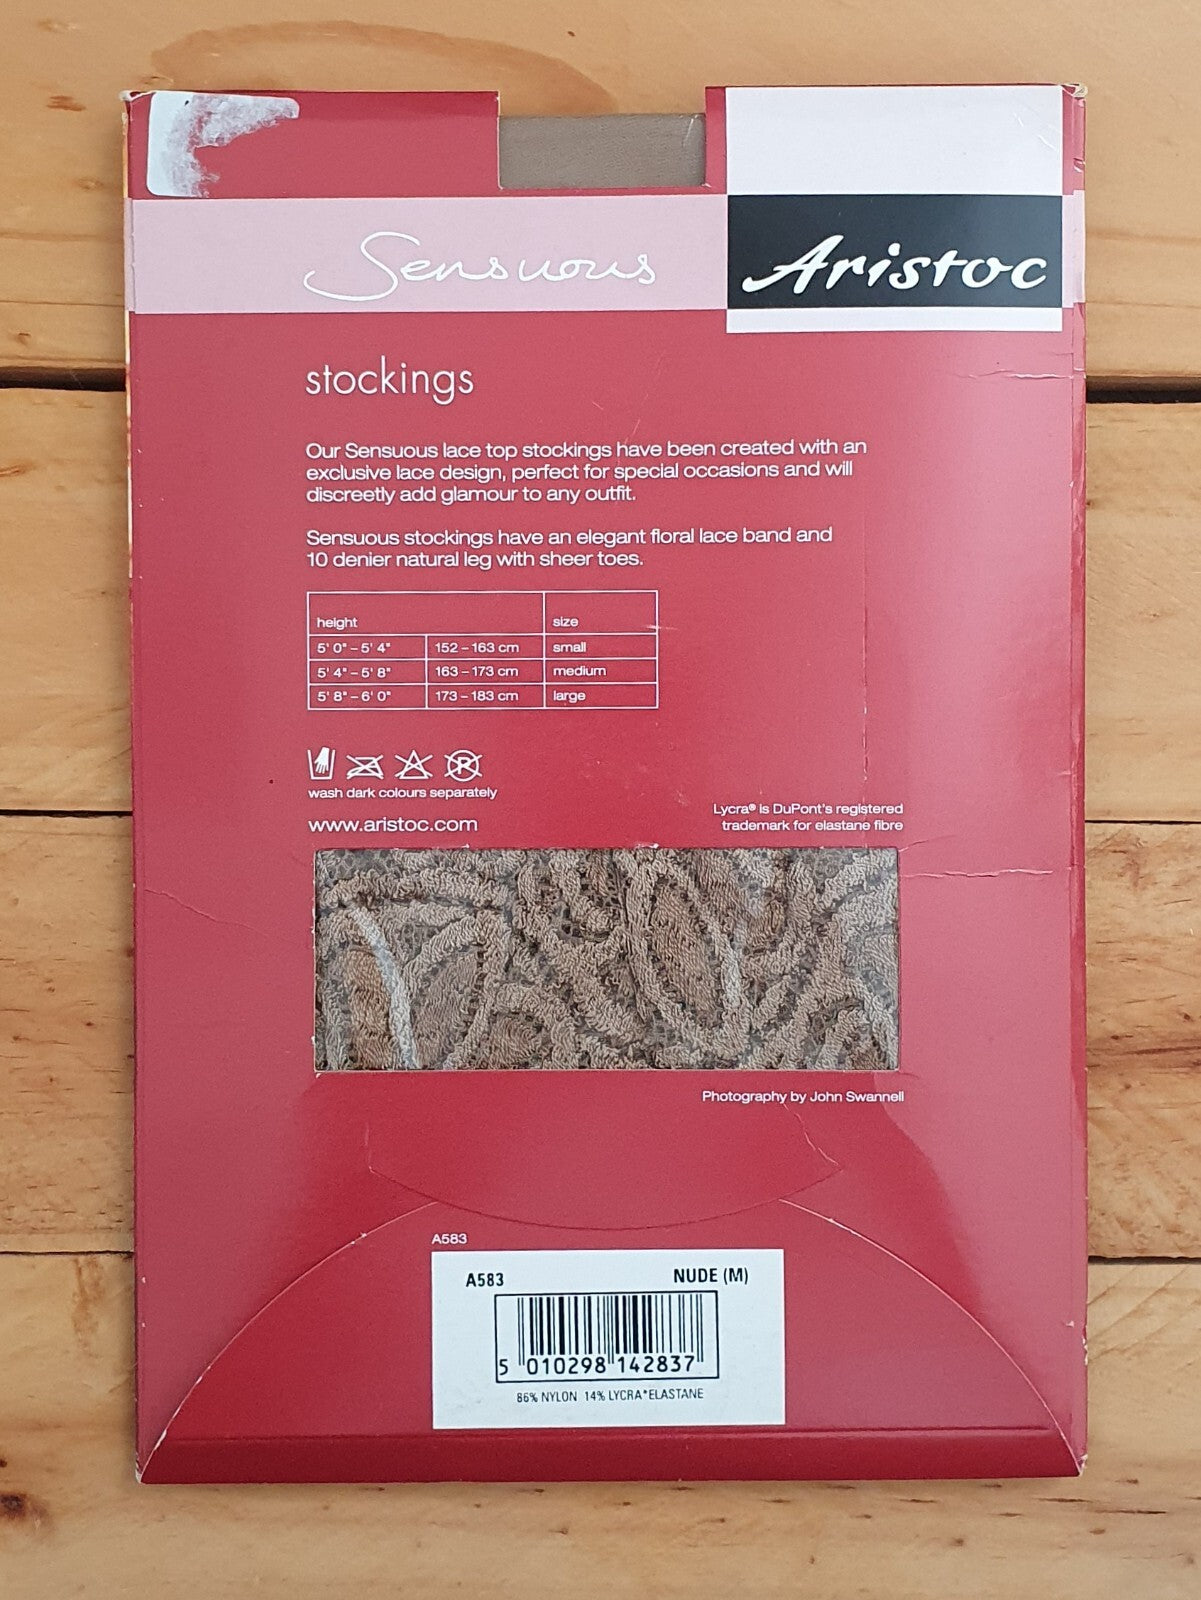 Sensuous
Aristoc
stockings
Our Sensuous lace top stockings have been created with an
exclusive lace design, perfect for special occasions and will
discreetly add glamour to any outfit.
Sensuous stockings have an elegant floral lace band and
10 denier natural leg with sheer toes.
height size
5' 0" – 5' 4" 152 – 163 cm small
5' 4" – 5' 8" 163 – 173 cm medium
5' 8" – 6' 0" 173 – 183 cm large
P
wash dark colours separately
www.aristoc.com
Lycra® is DuPont's registered
trademark for elastane fibre
Photography by John Swannell
A583
A583 NUDE (M)
5 010298 142837
86% NYLON 14% LYCRA*ELASTANE